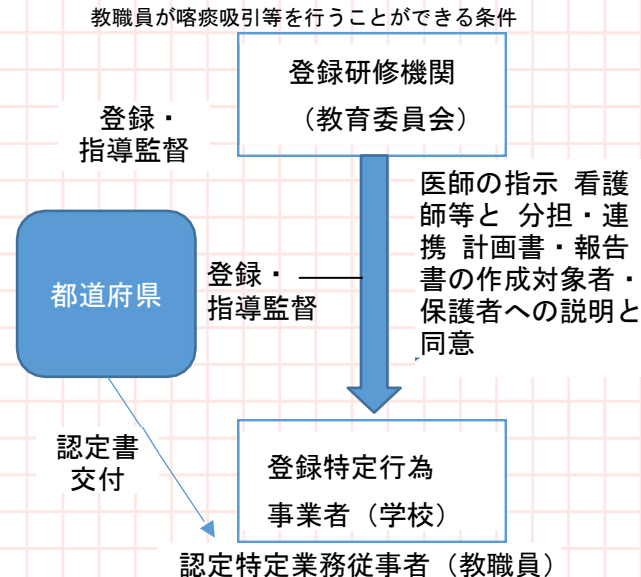 教職員が喀痰吸引等を行うことができる条件
登録研修機関
（教育委員会）
登録・
指導監督
医師の指示 看護
師等と 分担・連
携 計画書・報告
書の作成対象者・
保護者への説明と
同意
都道府県
登録・
指導監督
認定書
交付
登録特定行為
事業者（学校）
認定特定業務従事者（教職員）